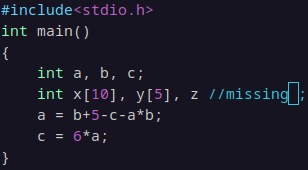 #include<stdio.h>
int main()
{
    int a, b, c;
    int x[10], y[5], z //missing ;
    a = b+5-c-a*b;
    c = 6*a;
}